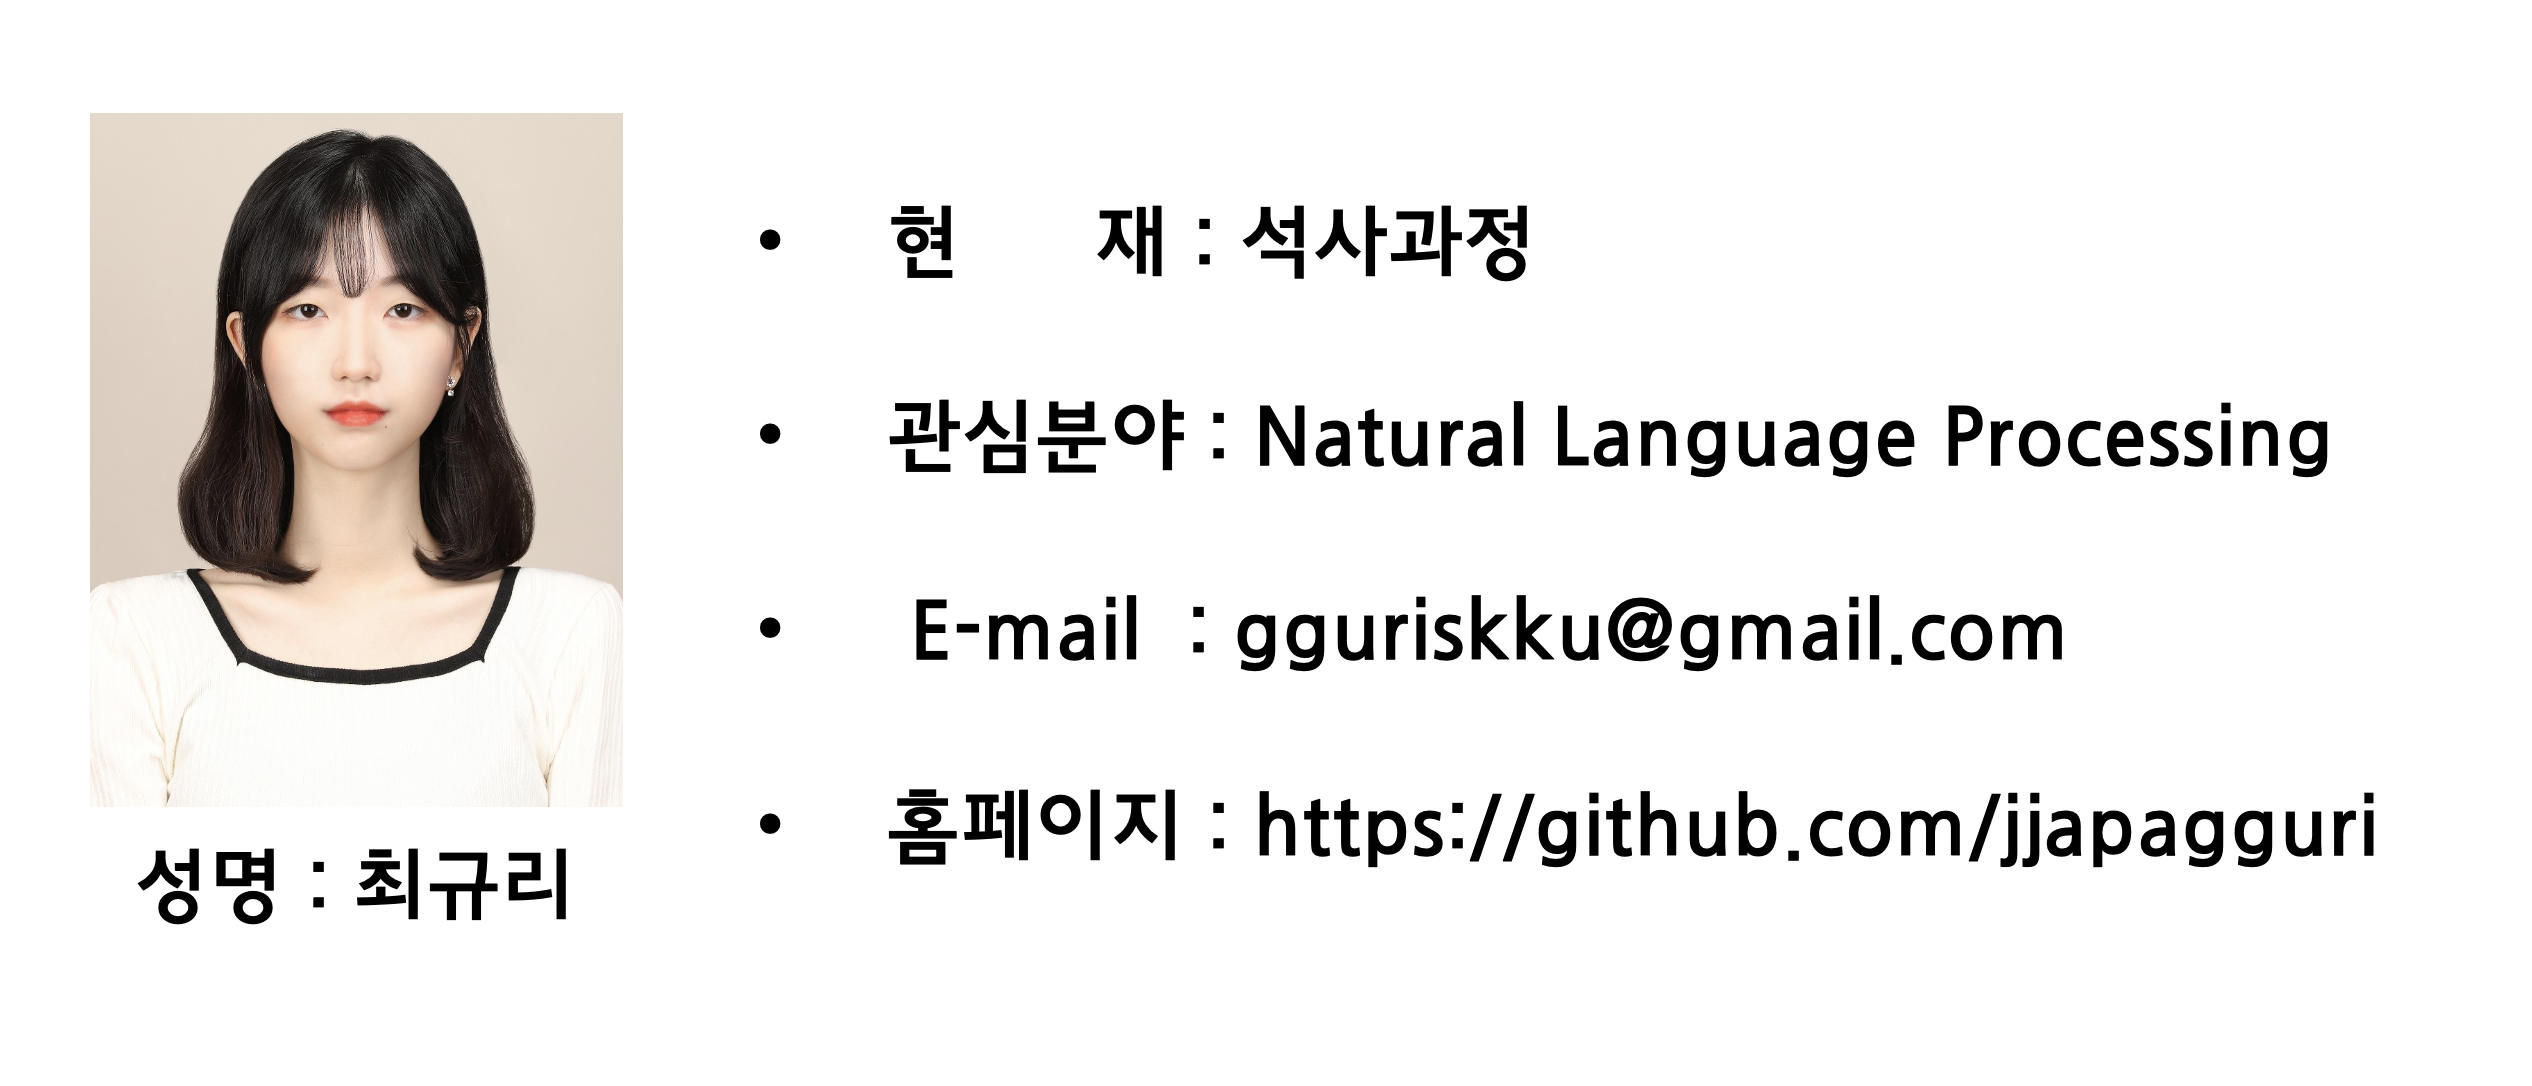 • 현 재 : 석사과정
• 관심분야 : Natural Language Processing
• E-mail : gguriskku@gmail.com
• 홈페이지 : https://github.com/jjapagguri
성명 : 최규리